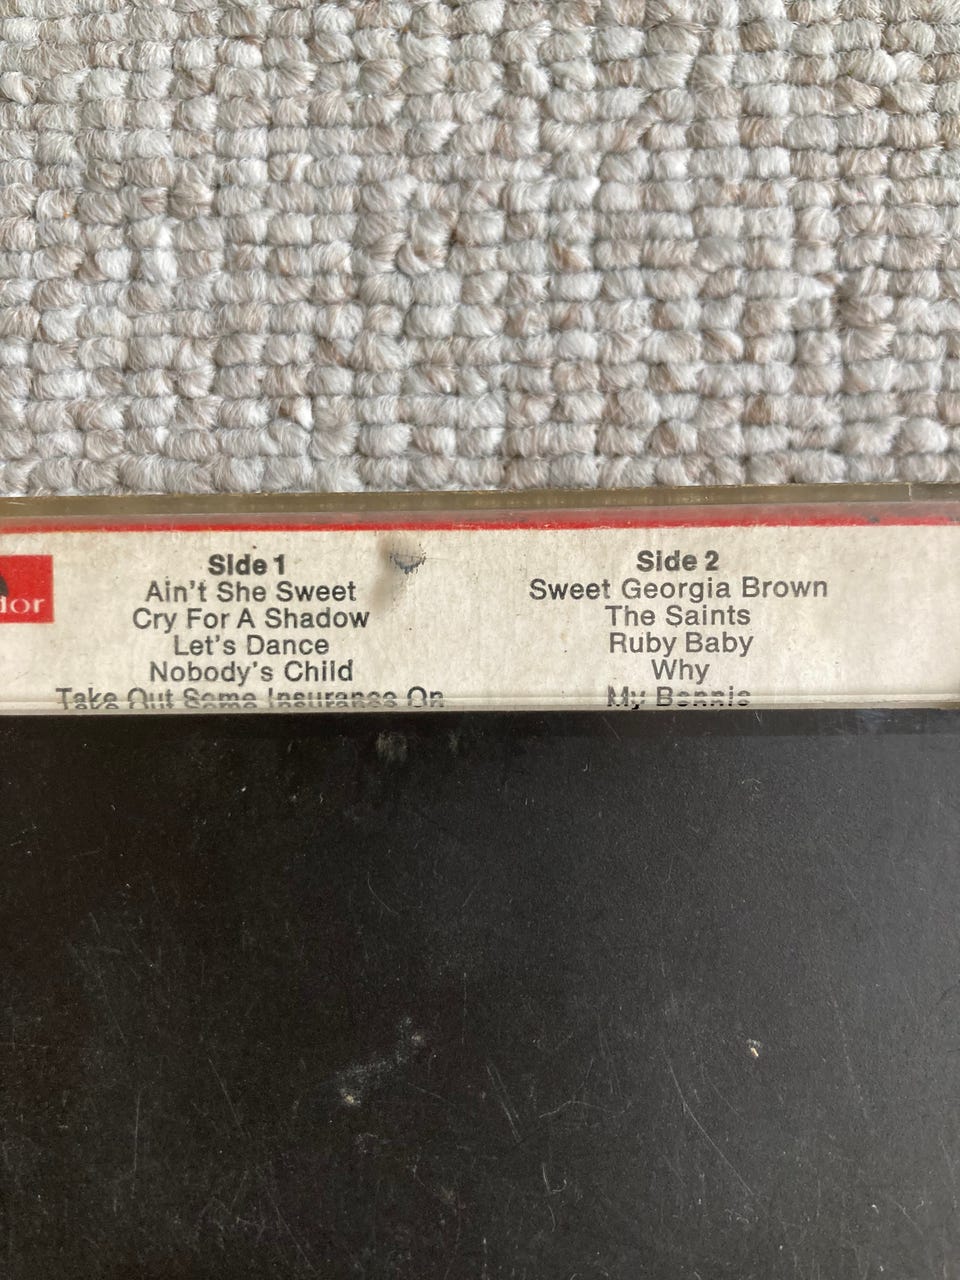 dor
Side 1
Ain't She Sweet
Cry For A Shadow
Let's Dance
Nobody's Child
Take Out Some Insurance On
Side 2
Sweet Georgia Brown
The Saints
Ruby Baby
Why
My Bonnie